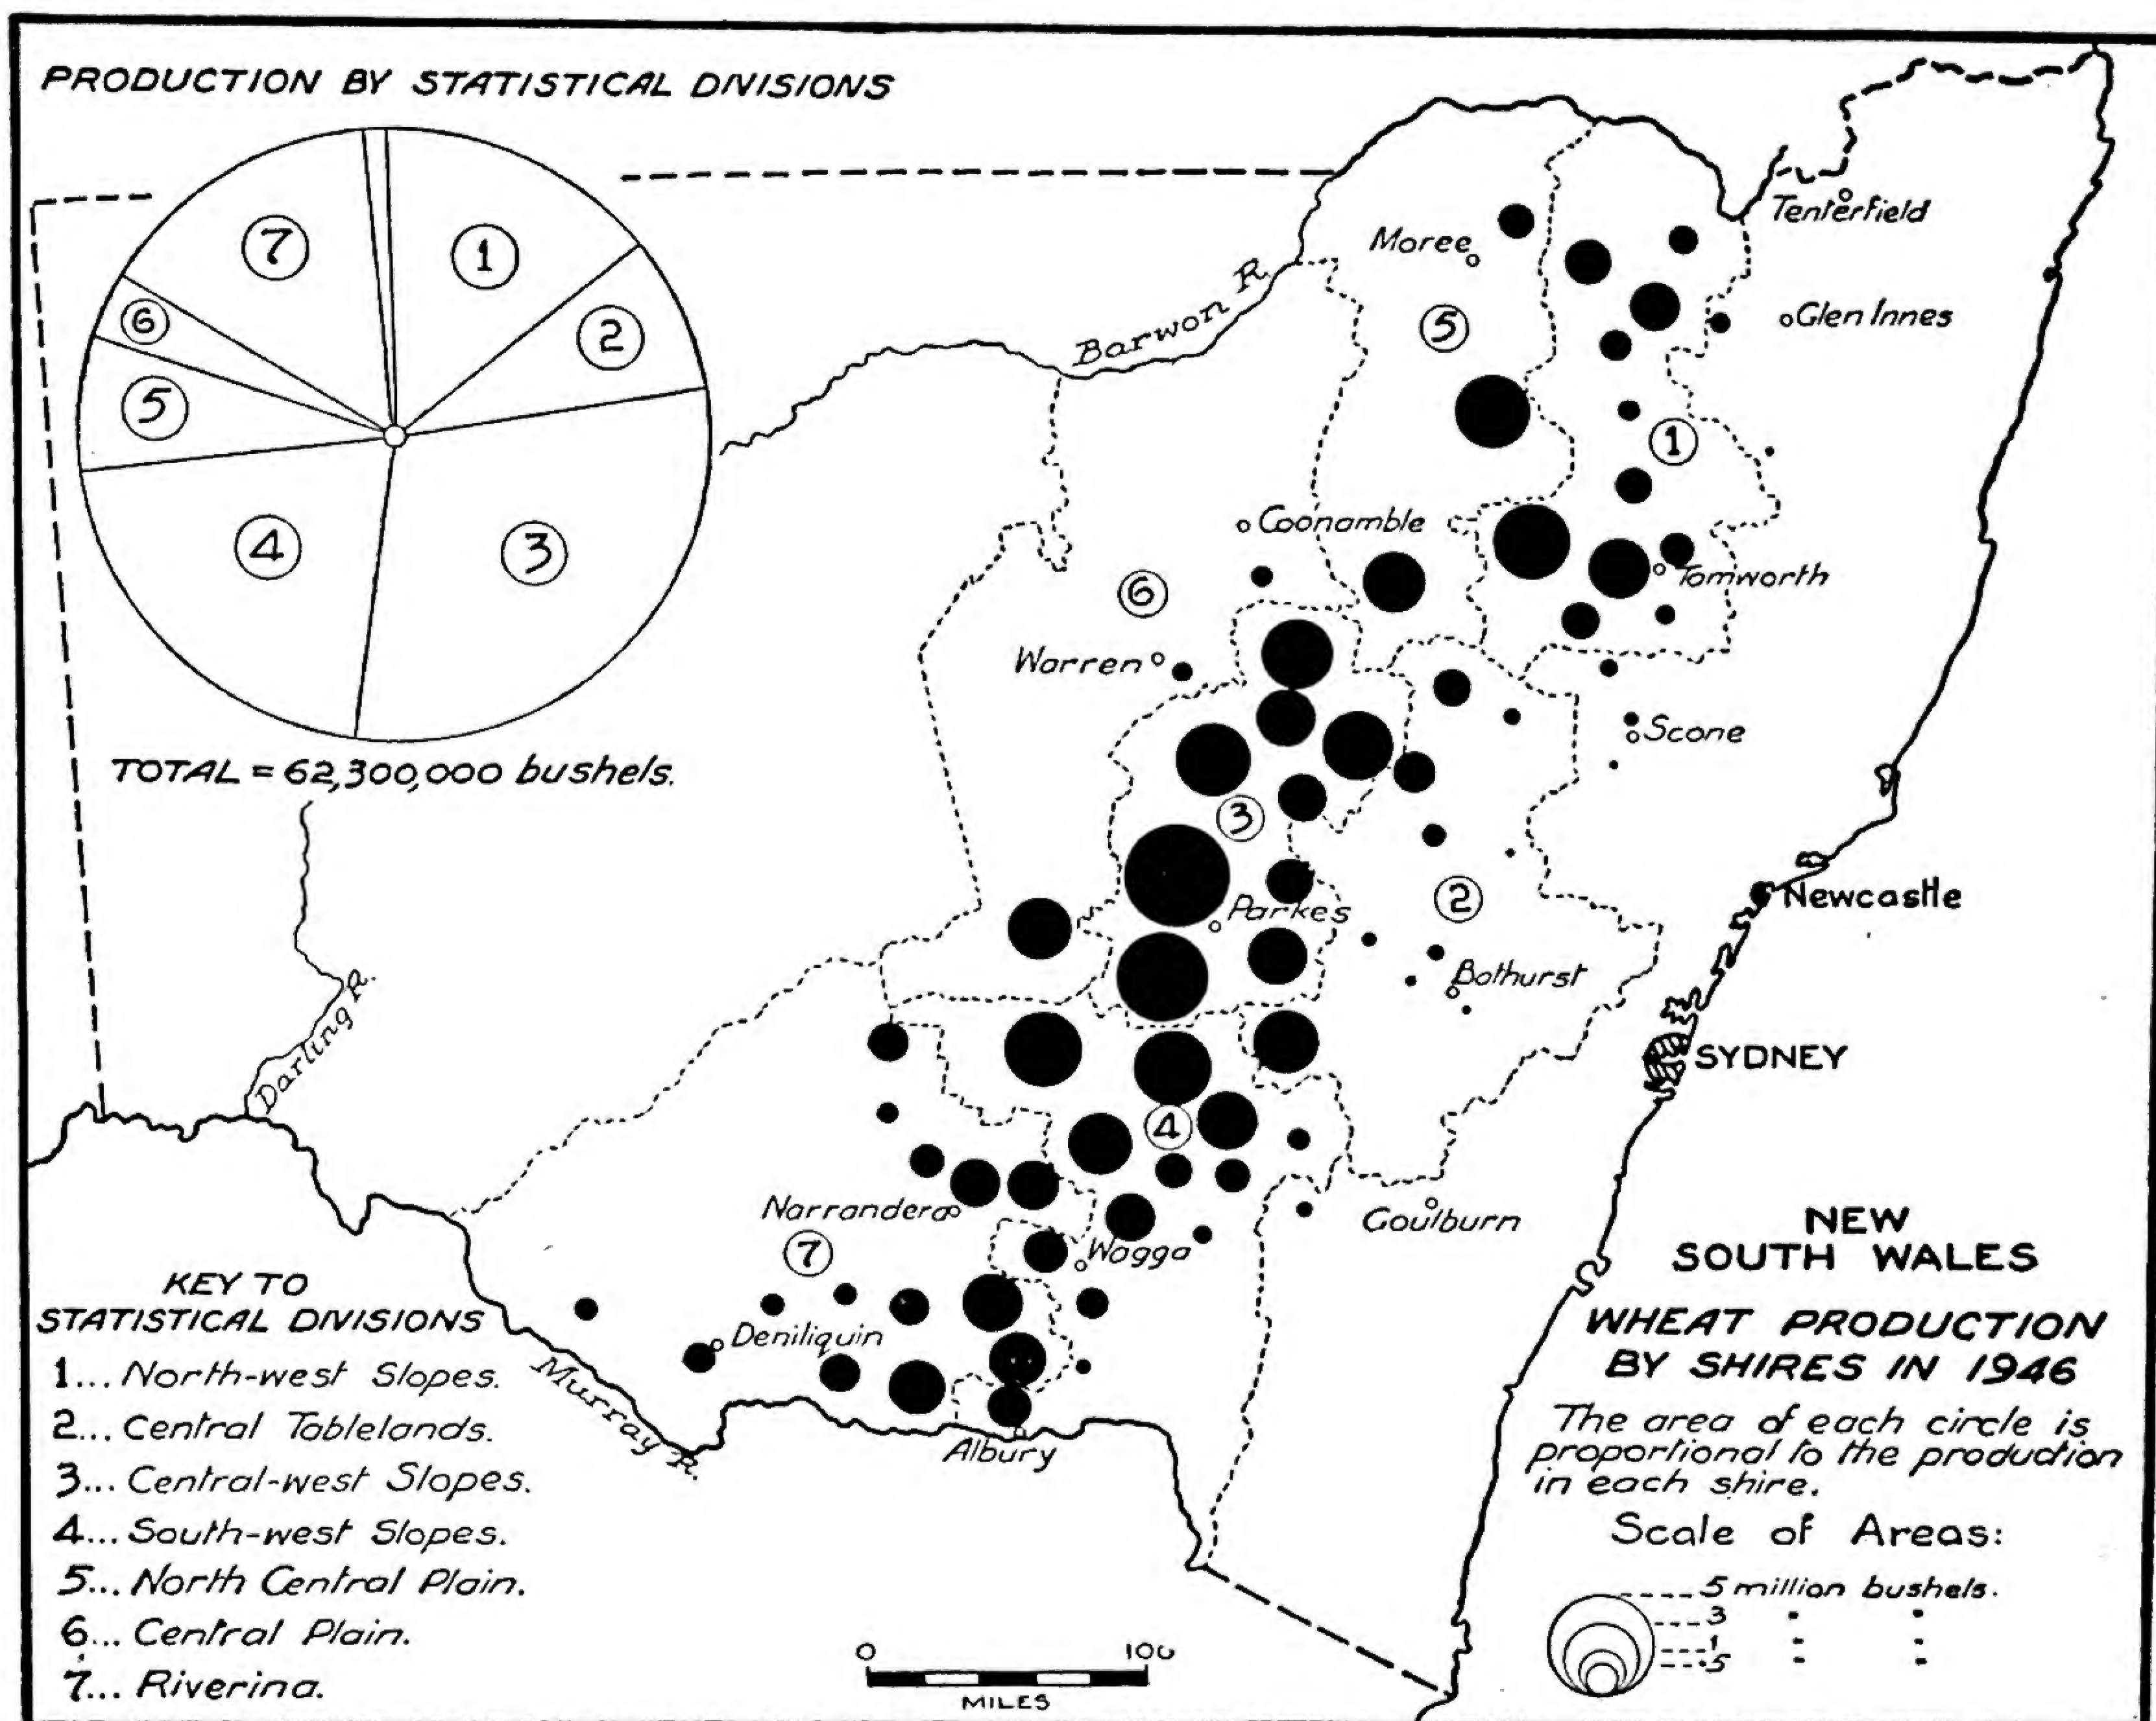 PRODUCTION BY STATISTICAL DIVISIONS
7
1
6
2
5
4
3
TOTAL = 62,300,000 bushels.
Tenterfield
Moree
Barwon R.
5
Glen Innes
1
Coonamble
6
Tamworth
Warren
Scone
3
Parkes
2
Newcastle
Bathurst
Darling R.
SYDNEY
4
Narrandera
Goulburn
7
Wagga
Deniliquin
Murray R.
Albury
KEY TO
STATISTICAL DIVISIONS
1... North-west Slopes.
2... Central Tablelands.
3... Central-west Slopes.
4... South-west Slopes.
5... North Central Plain.
6... Central Plain.
7... Riverina.
0 100
MILES
NEW
SOUTH WALES
WHEAT PRODUCTION
BY SHIRES IN 1946
The area of each circle is
proportional to the production
in each shire.
Scale of Areas:
5 million bushels.
3 " "
1 " "
.5 " "